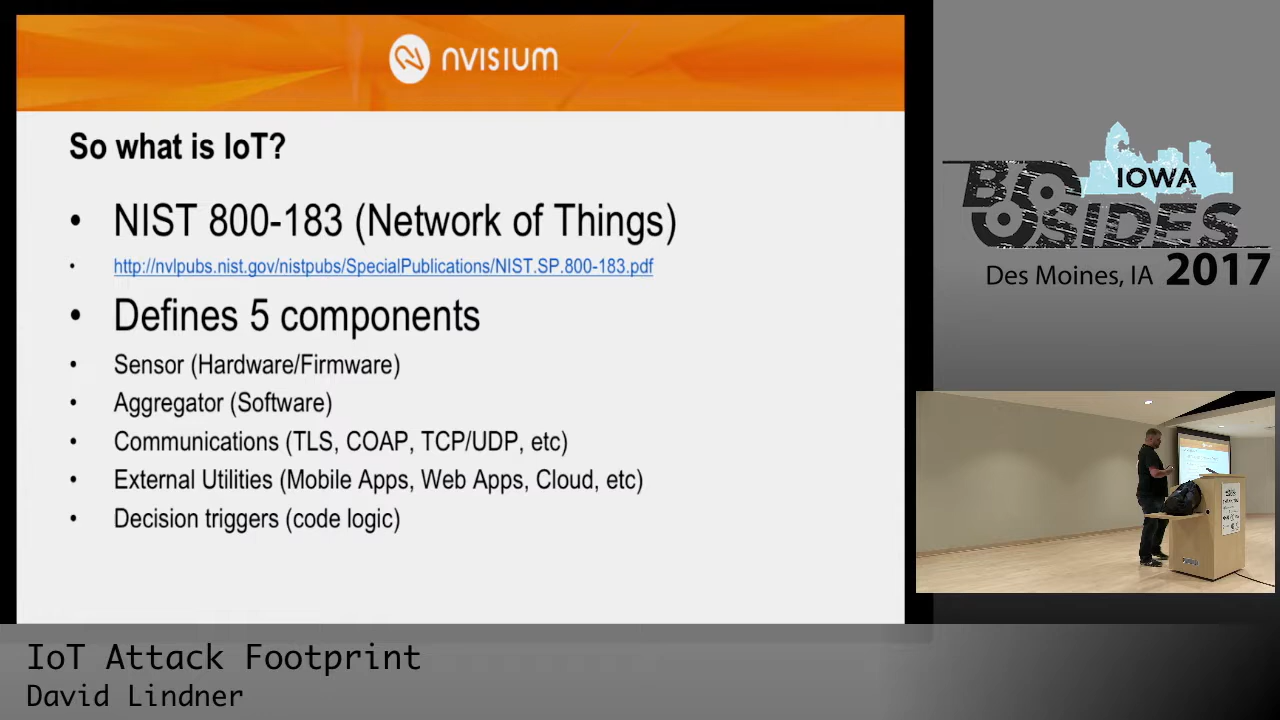 nVISIUM
So what is IoT?
• NIST 800-183 (Network of Things)
• http://nvlpubs.nist.gov/nistpubs/SpecialPublications/NIST.SP.800-183.pdf
• Defines 5 components
• Sensor (Hardware/Firmware)
• Aggregator (Software)
• Communications (TLS, COAP, TCP/UDP, etc)
• External Utilities (Mobile Apps, Web Apps, Cloud, etc)
• Decision triggers (code logic)
IOWA
BSIDES
Des Moines, IA 2017
IoT Attack Footprint
David Lindner